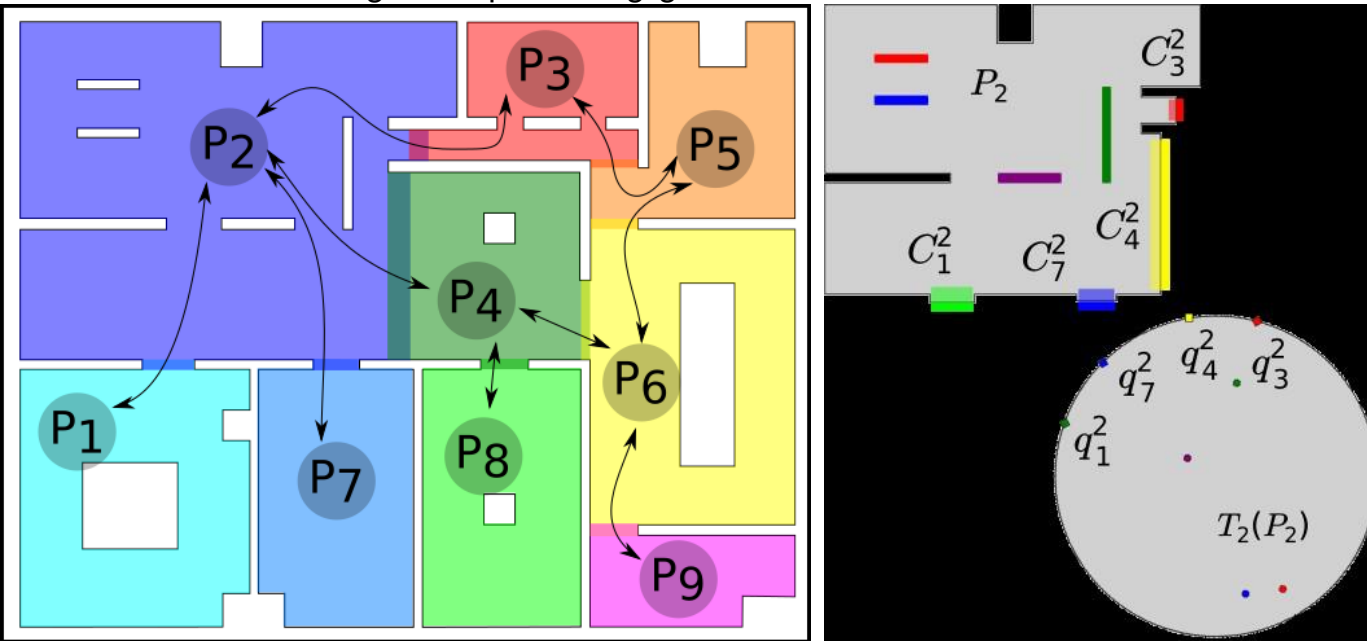 P3
P2
P5
P4
P6
P1
P8
P7
P9
C_3^2
P_2
C_4^2
C_1^2
C_7^2
q_4^2
q_3^2
q_7^2
q_1^2
T_2(P_2)